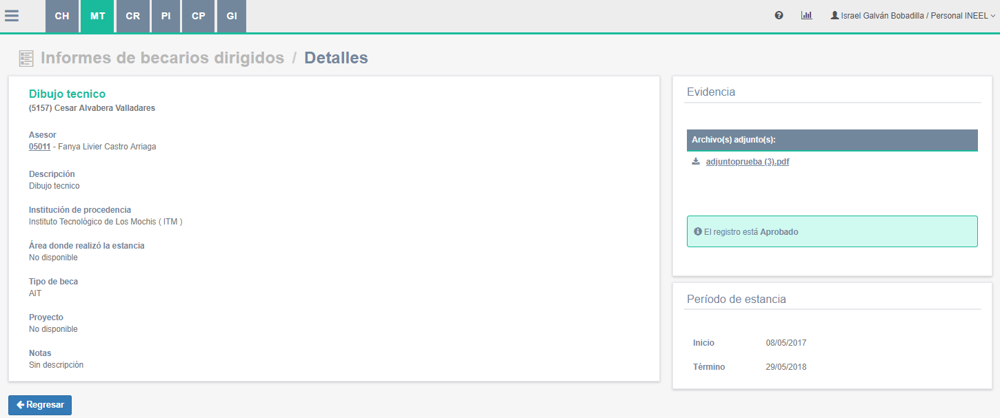 CH MT CR PI CP GI
Israel Galván Bobadilla / Personal INEEL
Informes de becarios dirigidos / Detalles
Dibujo tecnico
(5157) Cesar Alvabera Valladares
Asesor
05011 - Fanya Livier Castro Arriaga
Descripción
Dibujo tecnico
Institución de procedencia
Instituto Tecnológico de Los Mochis ( ITM )
Área donde realizó la estancia
No disponible
Tipo de beca
AIT
Proyecto
No disponible
Notas
Sin descripción
Regresar
Evidencia
Archivo(s) adjunto(s):
adjuntoprueba (3).pdf
El registro está Aprobado
Período de estancia
Inicio 08/05/2017
Término 29/05/2018